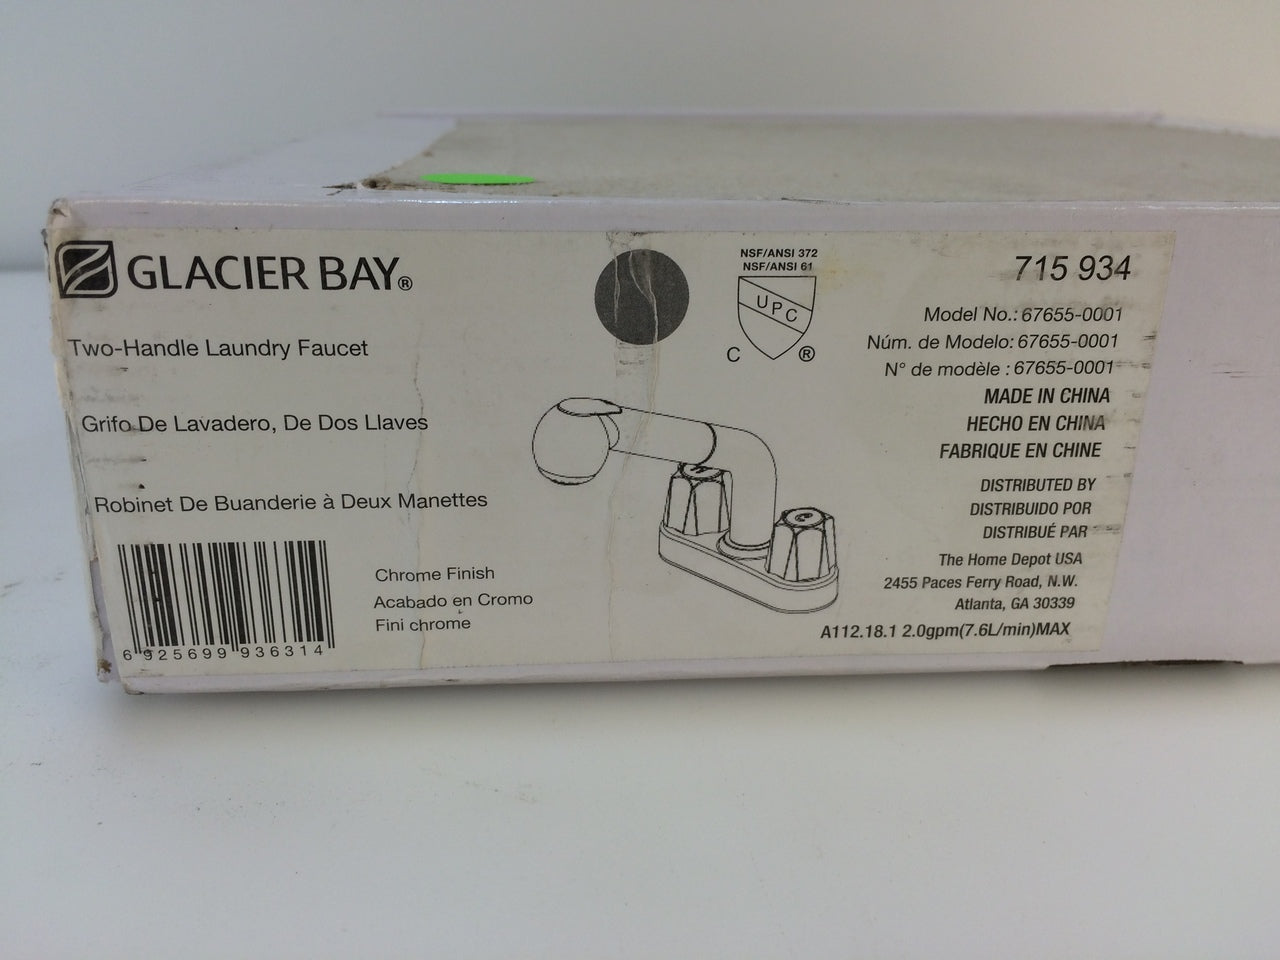 GLACIER BAY®
Two-Handle Laundry Faucet
Grifo De Lavadero, De Dos Llaves
Robinet De Buanderie à Deux Manettes
6 925699 936314
Chrome Finish
Acabado en Cromo
Fini chrome
NSF/ANSI 372
NSF/ANSI 61
UPC
C ®
715 934
Model No.: 67655-0001
Núm. de Modelo: 67655-0001
N° de modèle : 67655-0001
MADE IN CHINA
HECHO EN CHINA
FABRIQUE EN CHINE
DISTRIBUTED BY
DISTRIBUIDO POR
DISTRIBUÉ PAR
The Home Depot USA
2455 Paces Ferry Road, N.W.
Atlanta, GA 30339
A112.18.1 2.0gpm(7.6L/min)MAX